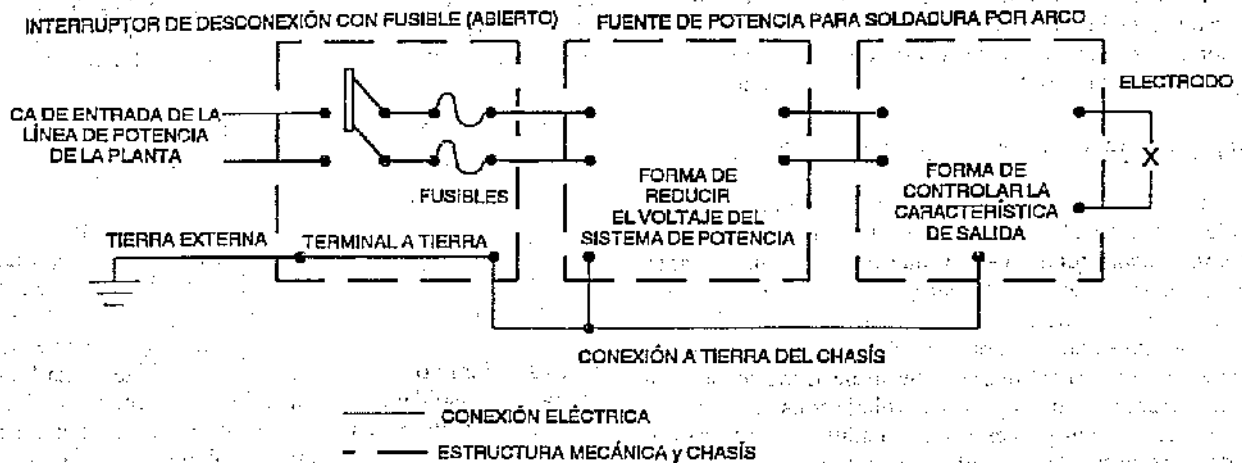 INTERRUPTOR DE DESCONEXIÓN CON FUSIBLE (ABIERTO)
FUENTE DE POTENCIA PARA SOLDADURA POR ARCO
ELECTRODO
CA DE ENTRADA DE LA
LÍNEA DE POTENCIA
DE LA PLANTA
X
FUSIBLES
FORMA DE
REDUCIR
EL VOLTAJE DEL
SISTEMA DE POTENCIA
FORMA DE
CONTROLAR LA
CARACTERÍSTICA
DE SALIDA
TIERRA EXTERNA
TERMINAL A TIERRA
CONEXIÓN A TIERRA DEL CHASÍS
CONEXIÓN ELÉCTRICA
ESTRUCTURA MECÁNICA y CHASÍS